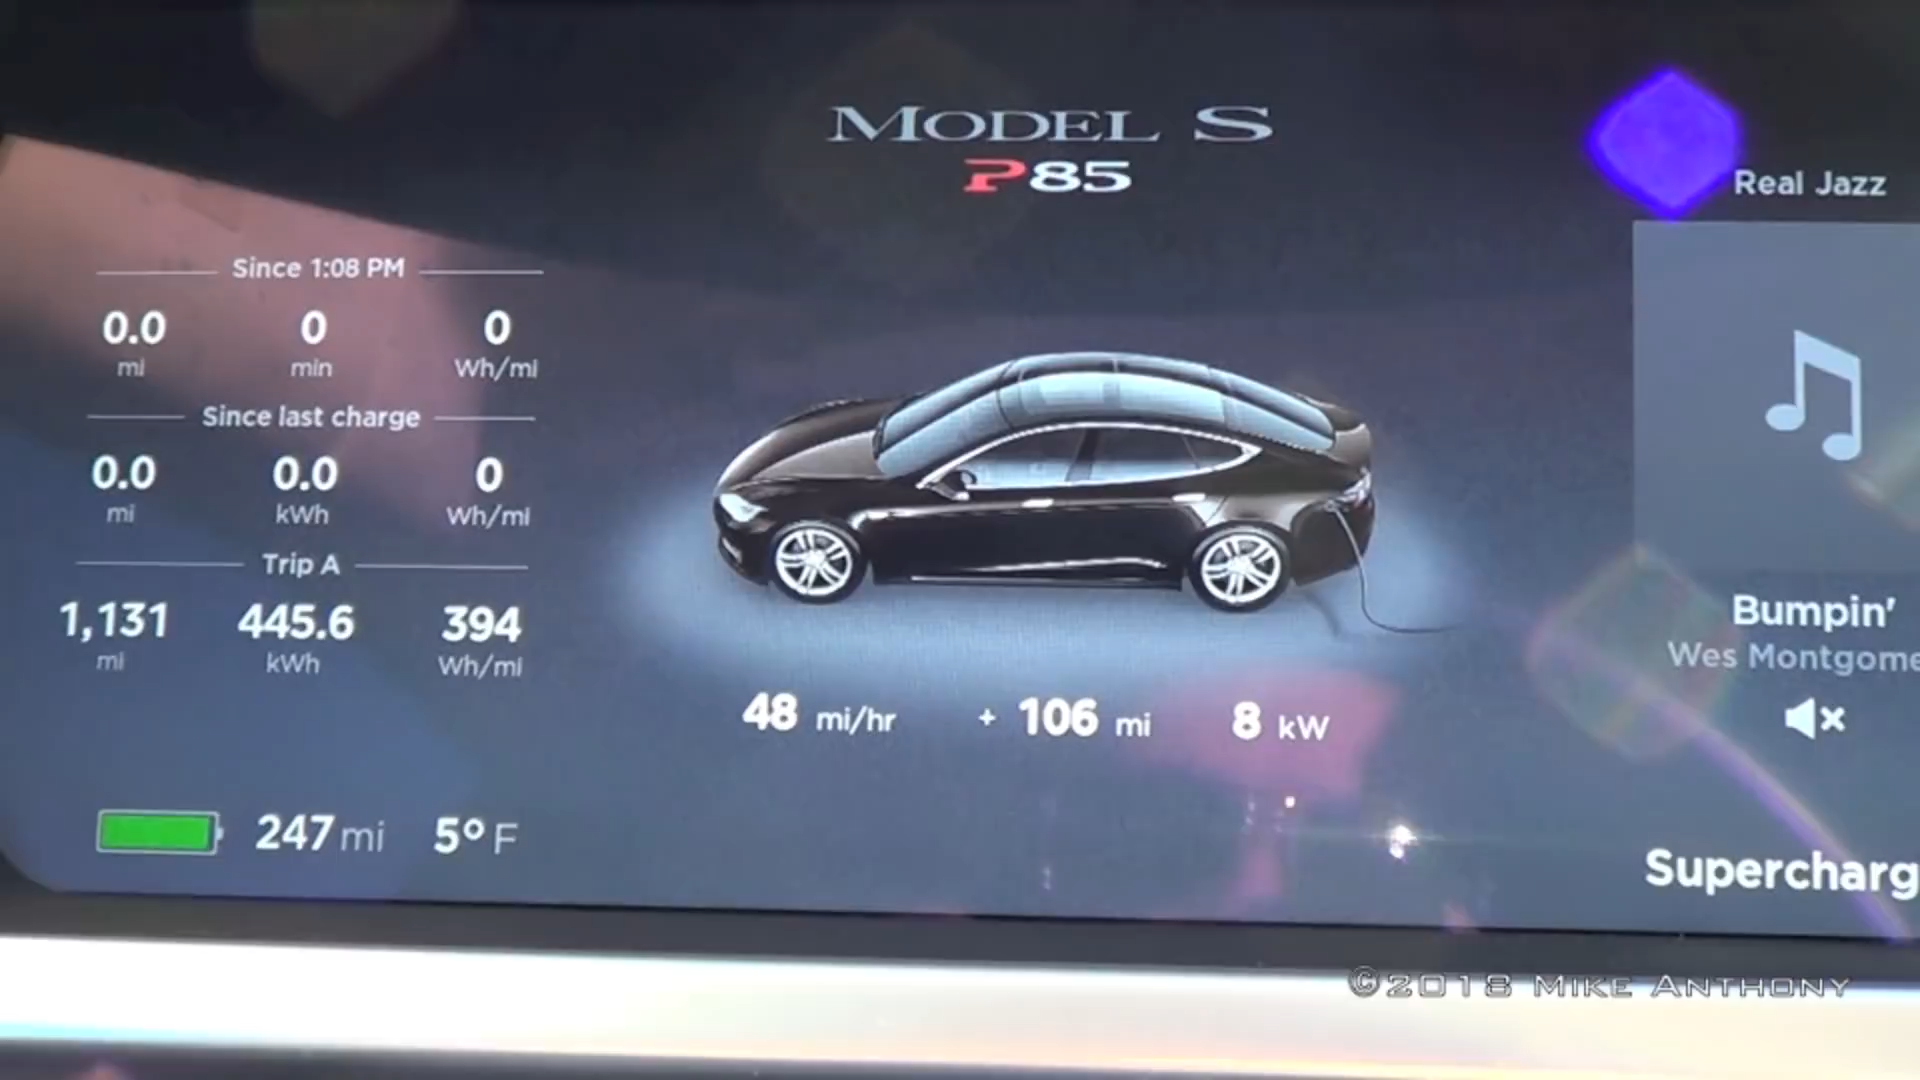 MODEL S
P85
Since 1:08 PM
0.0 0 0
mi min Wh/mi
Since last charge
0.0 0.0 0
mi kWh Wh/mi
Trip A
1,131 445.6 394
mi kWh Wh/mi
48 mi/hr + 106 mi 8 kW
247 mi 5° F
Real Jazz
Bumpin'
Wes Montgome
Supercharg
©2018 MIKE ANTHONY